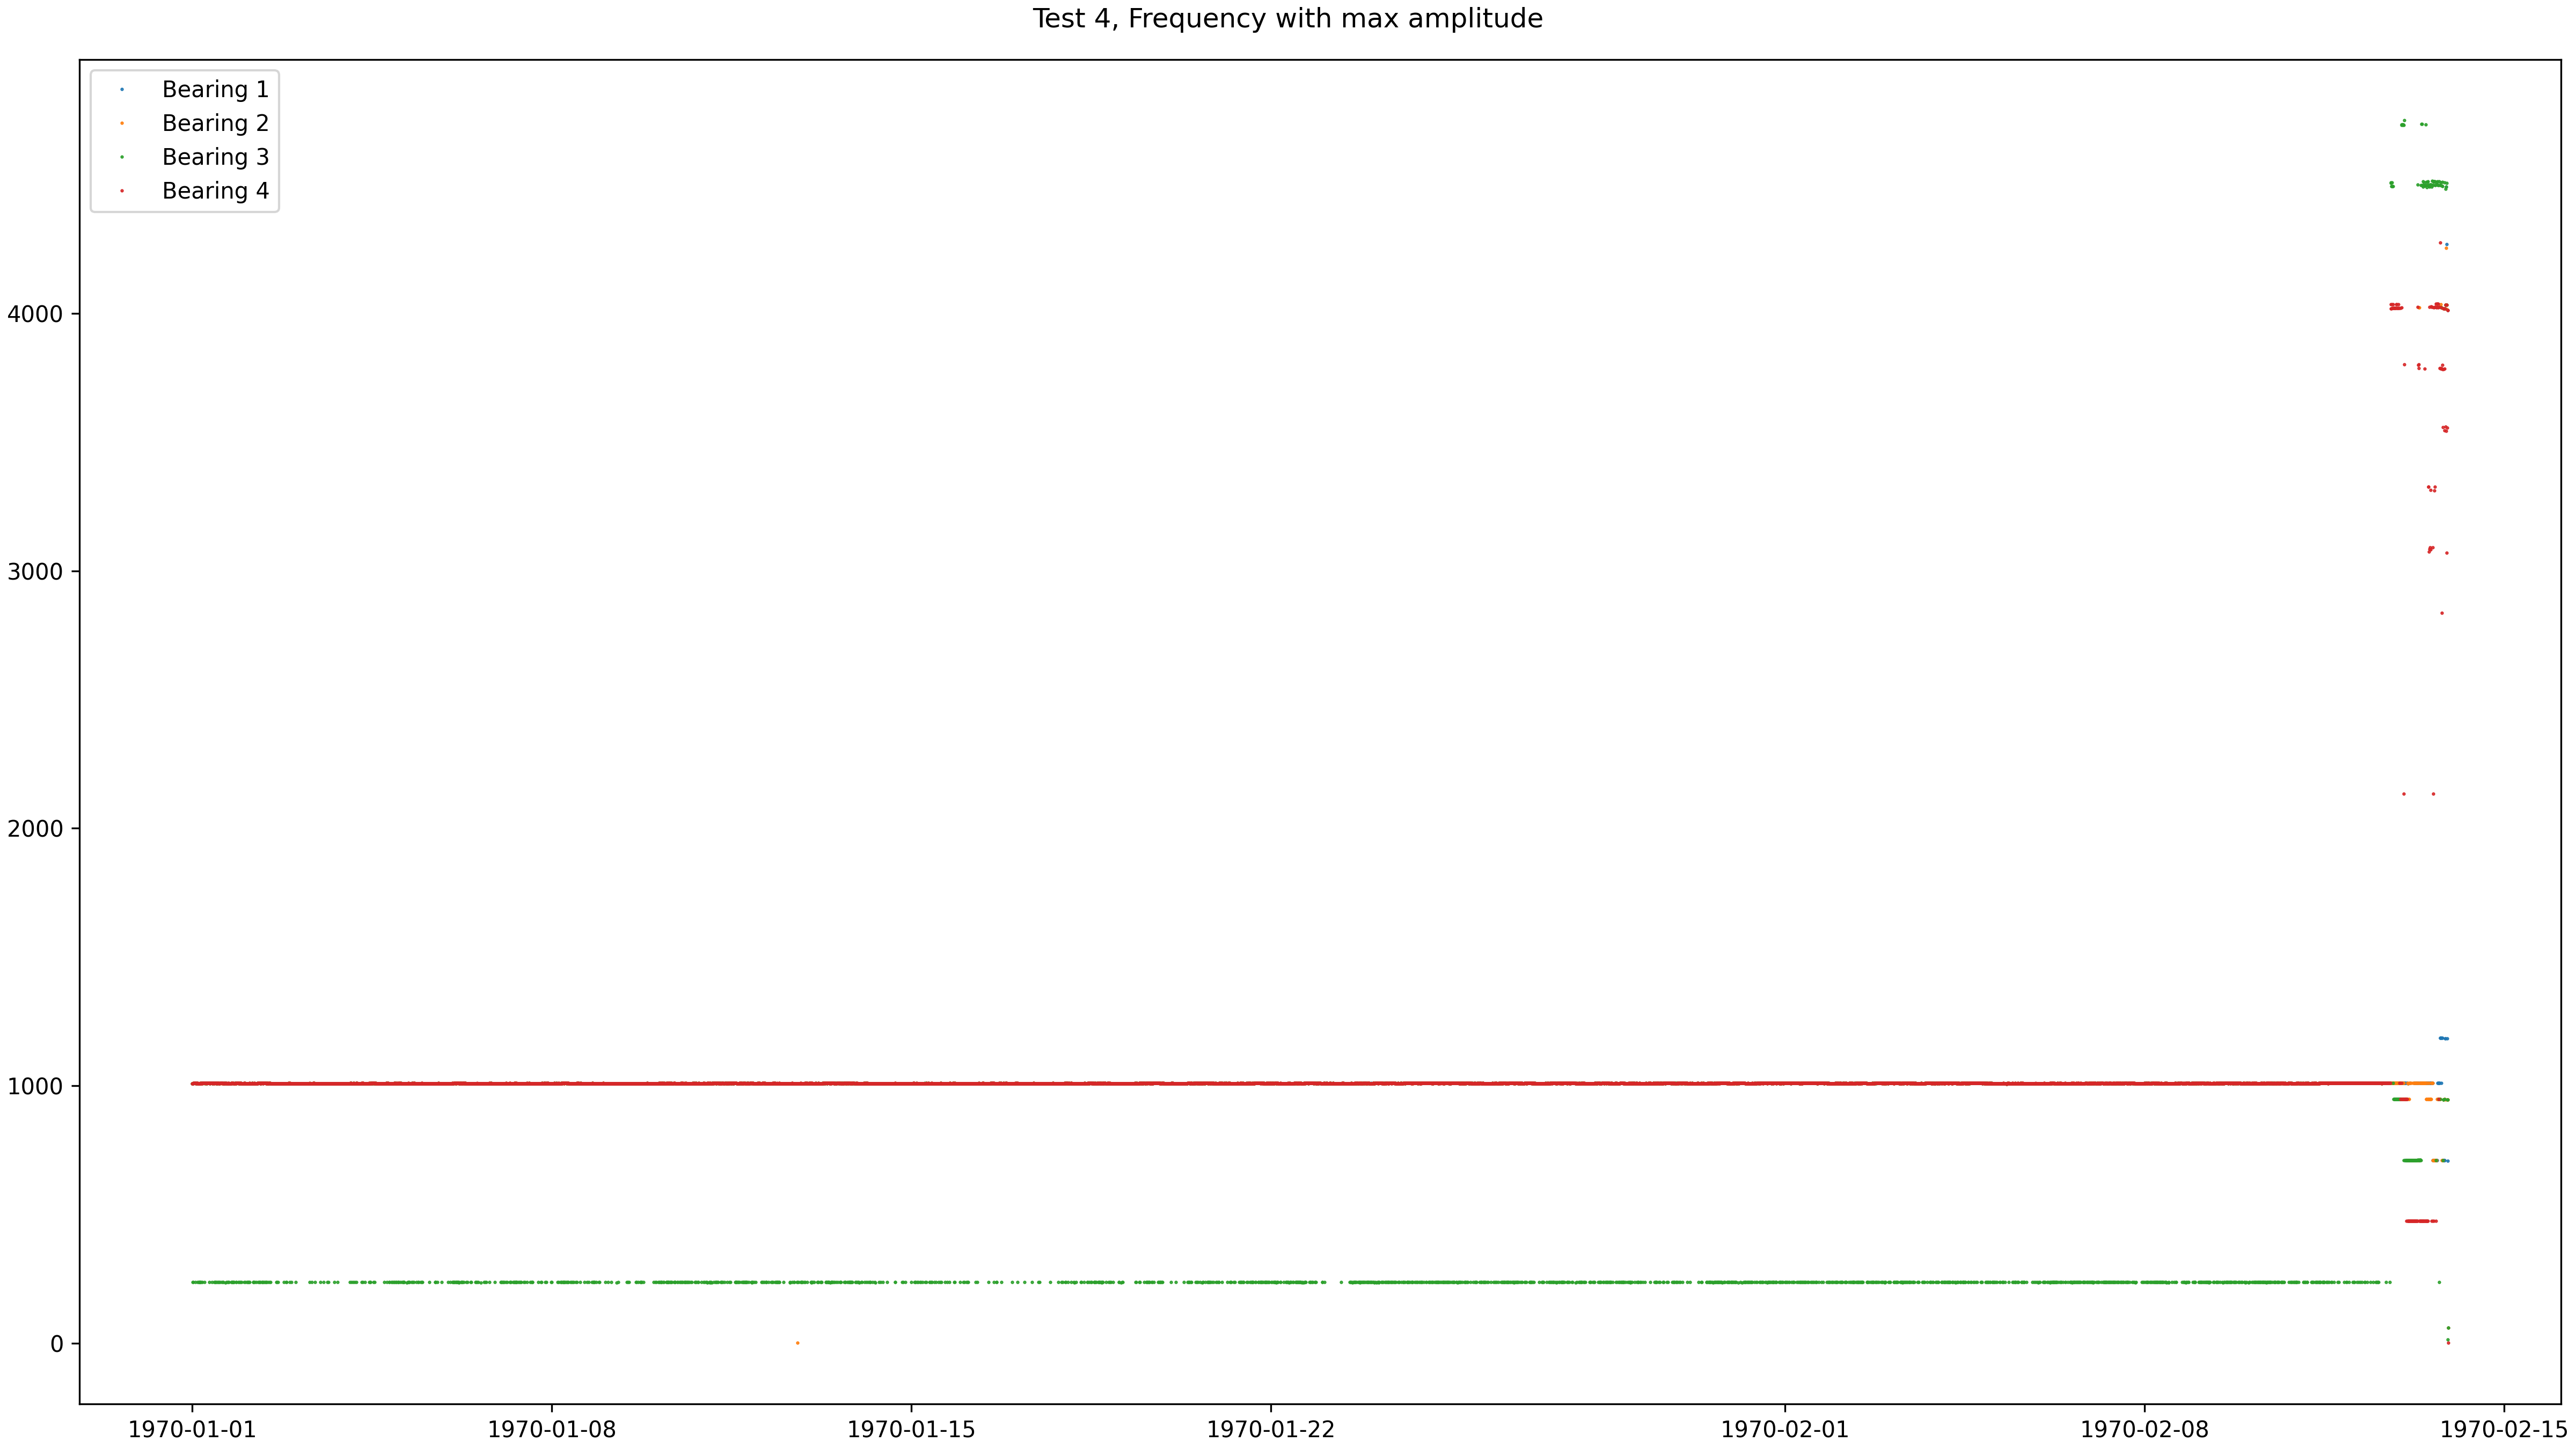 Test 4, Frequency with max amplitude
Bearing 1
Bearing 2
Bearing 3
Bearing 4
4000
3000
2000
1000
0
1970-01-01 1970-01-08 1970-01-15 1970-01-22 1970-02-01 1970-02-08 1970-02-15